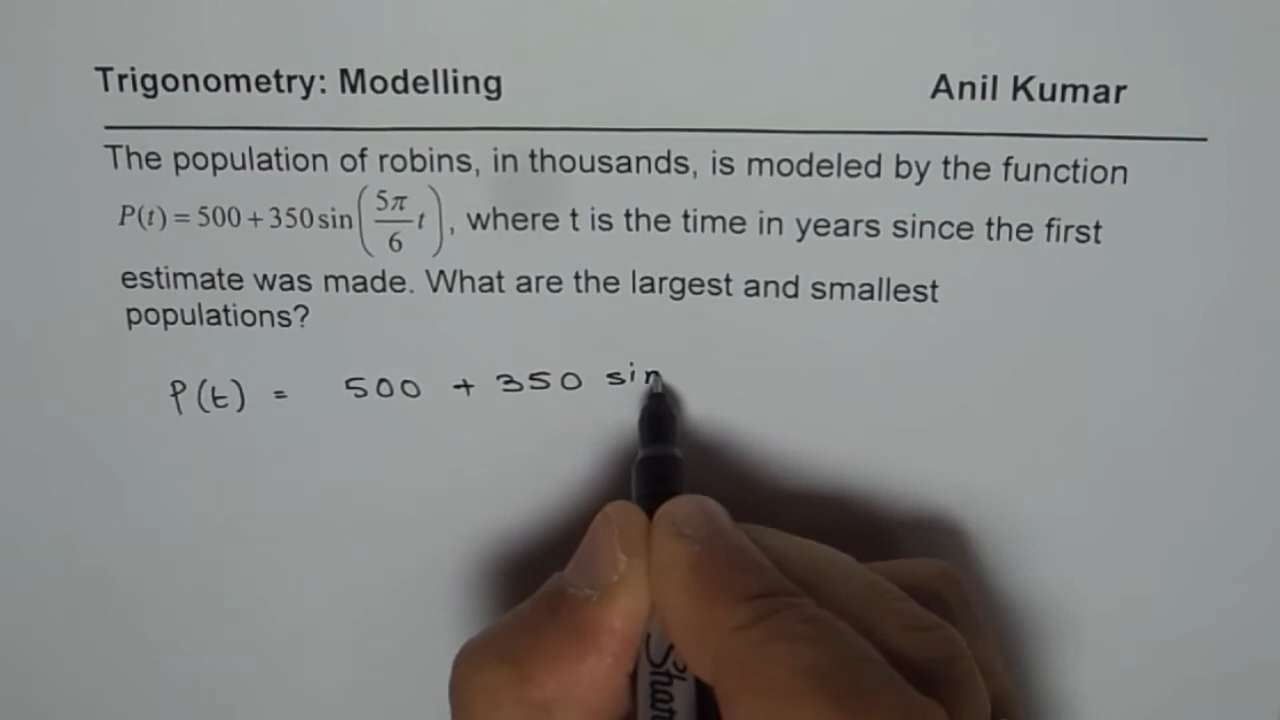 Trigonometry: Modelling Anil Kumar
The population of robins, in thousands, is modeled by the function
P(t) = 500 + 350 sin(5π/6 t), where t is the time in years since the first
estimate was made. What are the largest and smallest
populations?
P(t) = 500 + 350 sin
Shar